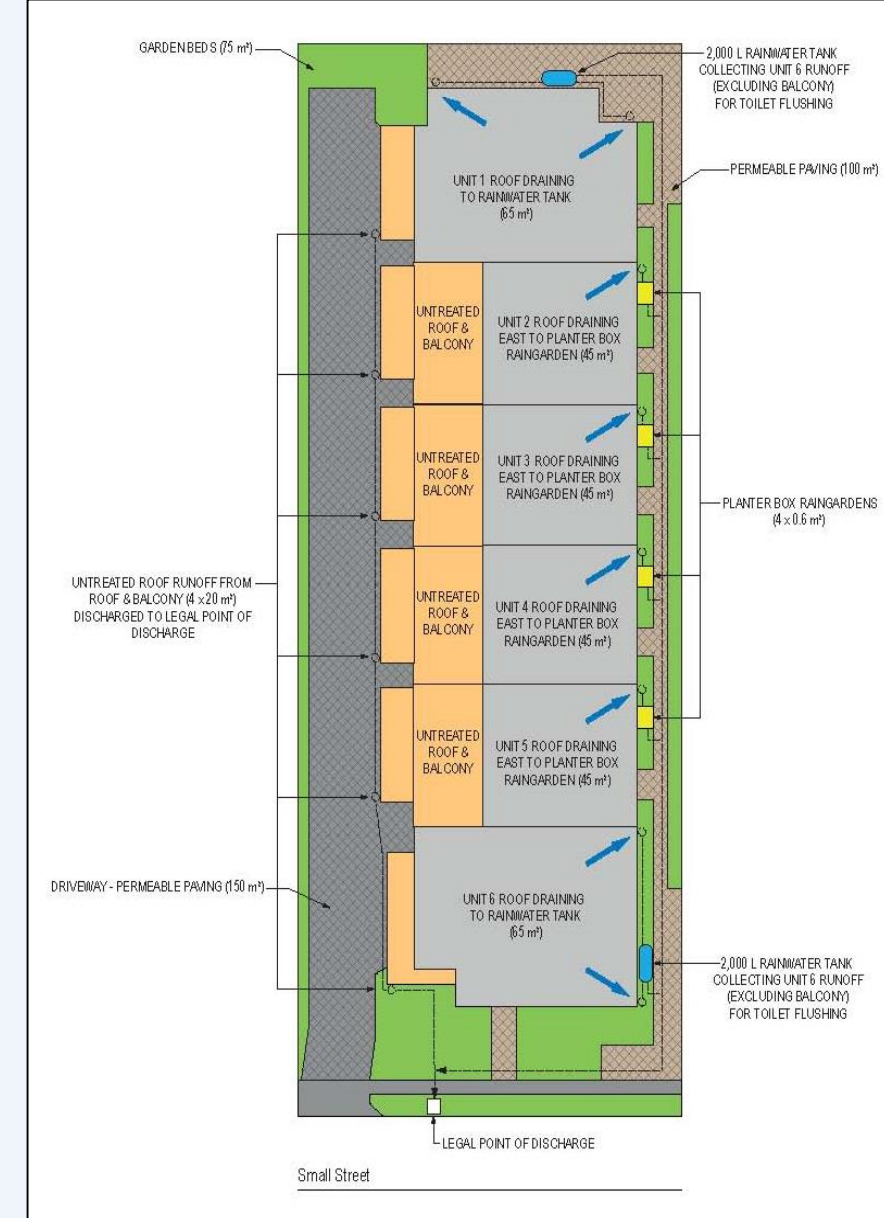 GARDEN BEDS (75 m²)
2,000 L RAINWATER TANK
COLLECTING UNIT 6 RUNOFF
(EXCLUDING BALCONY)
FOR TOILET FLUSHING
PERMEABLE PAVING (100 m²)
UNIT 1 ROOF DRAINING
TO RAINWATER TANK
(65 m²)
UNTREATED
ROOF &
BALCONY
UNIT 2 ROOF DRAINING
EAST TO PLANTER BOX
RAINGARDEN (45 m²)
UNTREATED
ROOF &
BALCONY
UNIT 3 ROOF DRAINING
EAST TO PLANTER BOX
RAINGARDEN (45 m²)
PLANTER BOX RAINGARDENS
(4 x 0.6 m²)
UNTREATED ROOF RUNOFF FROM
ROOF & BALCONY (4 x 20 m²)
DISCHARGED TO LEGAL POINT OF
DISCHARGE
UNTREATED
ROOF &
BALCONY
UNIT 4 ROOF DRAINING
EAST TO PLANTER BOX
RAINGARDEN (45 m²)
UNTREATED
ROOF &
BALCONY
UNIT 5 ROOF DRAINING
EAST TO PLANTER BOX
RAINGARDEN (45 m²)
DRIVEWAY - PERMEABLE PAVING (150 m²)
UNIT 6 ROOF DRAINING
TO RAINWATER TANK
(65 m²)
2,000 L RAINWATER TANK
COLLECTING UNIT 6 RUNOFF
(EXCLUDING BALCONY)
FOR TOILET FLUSHING
LEGAL POINT OF DISCHARGE
Small Street